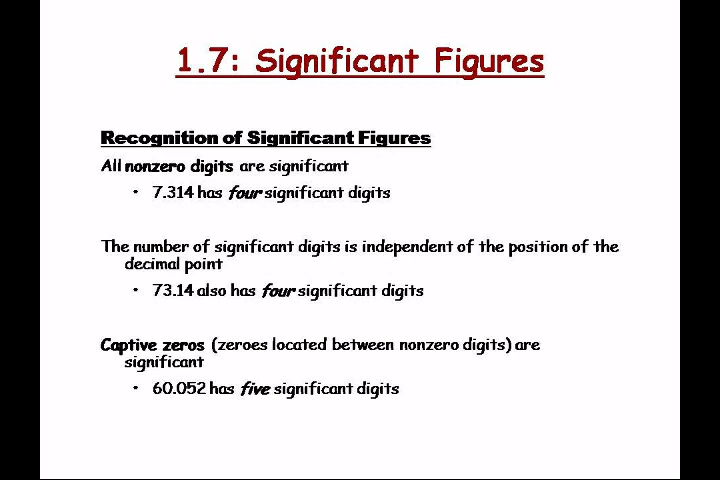 1.7: Significant Figures
Recognition of Significant Figures
All nonzero digits are significant
• 7.314 has four significant digits
The number of significant digits is independent of the position of the
decimal point
• 73.14 also has four significant digits
Captive zeros (zeroes located between nonzero digits) are
significant
• 60.052 has five significant digits